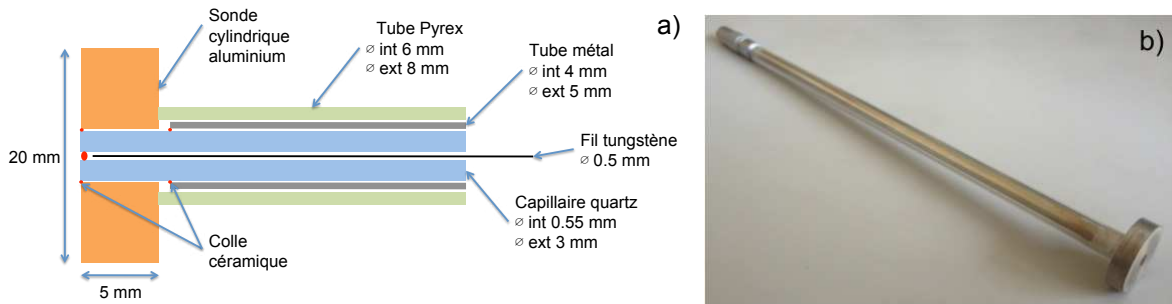 Sonde
cylindrique
aluminium
Tube Pyrex
∅ int 6 mm
∅ ext 8 mm
a)
Tube métal
∅ int 4 mm
∅ ext 5 mm
b)
20 mm
Fil tungstène
∅ 0.5 mm
Capillaire quartz
∅ int 0.55 mm
∅ ext 3 mm
Colle
céramique
5 mm